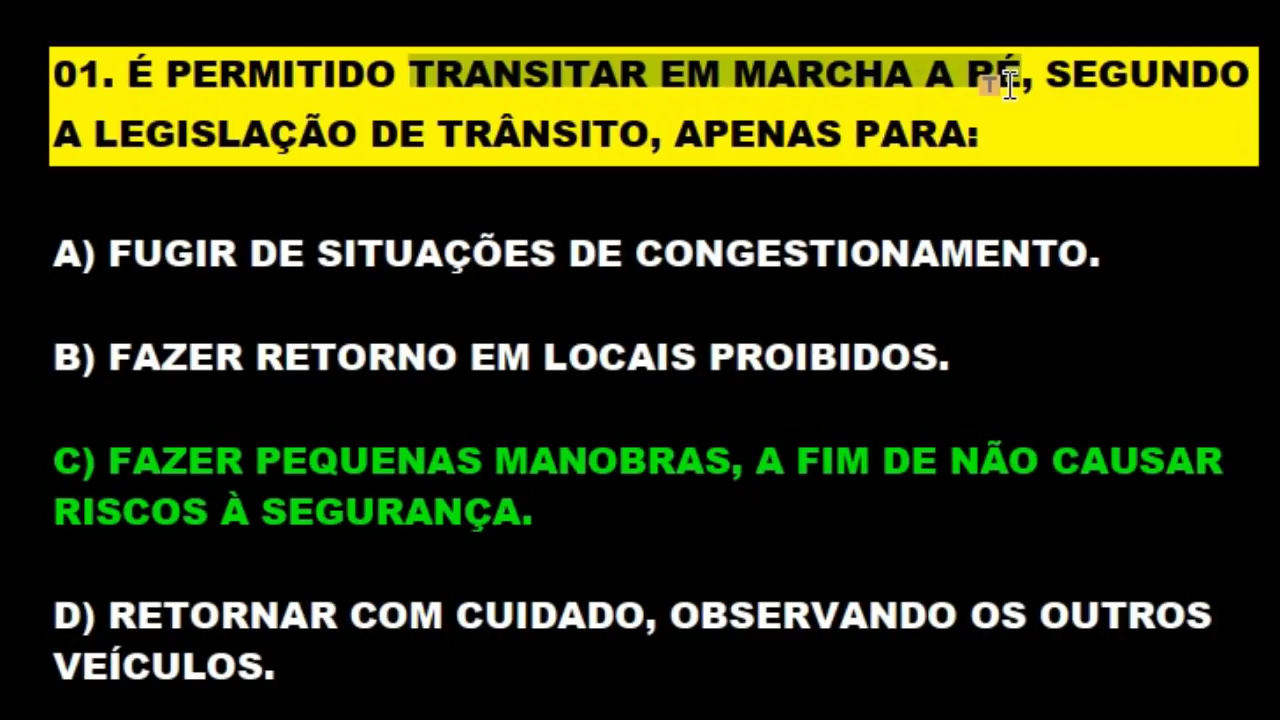 01. É PERMITIDO TRANSITAR EM MARCHA A PÉ, SEGUNDO
A LEGISLAÇÃO DE TRÂNSITO, APENAS PARA:
A) FUGIR DE SITUAÇÕES DE CONGESTIONAMENTO.
B) FAZER RETORNO EM LOCAIS PROIBIDOS.
C) FAZER PEQUENAS MANOBRAS, A FIM DE NÃO CAUSAR
RISCOS À SEGURANÇA.
D) RETORNAR COM CUIDADO, OBSERVANDO OS OUTROS
VEÍCULOS.